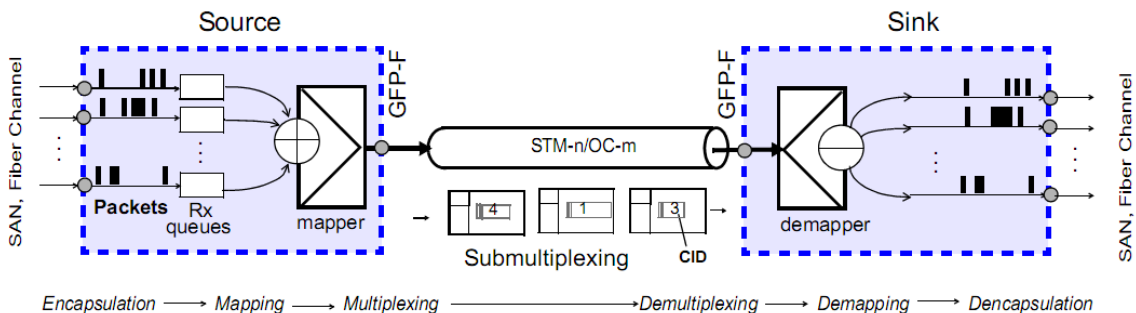 Source
Sink
SAN, Fiber Channel
GFP-F
GFP-F
SAN, Fiber Channel
STM-n/OC-m
Packets
Rx
queues
mapper
4
1
3
demapper
Submultiplexing
CID
Encapsulation
Mapping
Multiplexing
Demultiplexing
Demapping
Dencapsulation